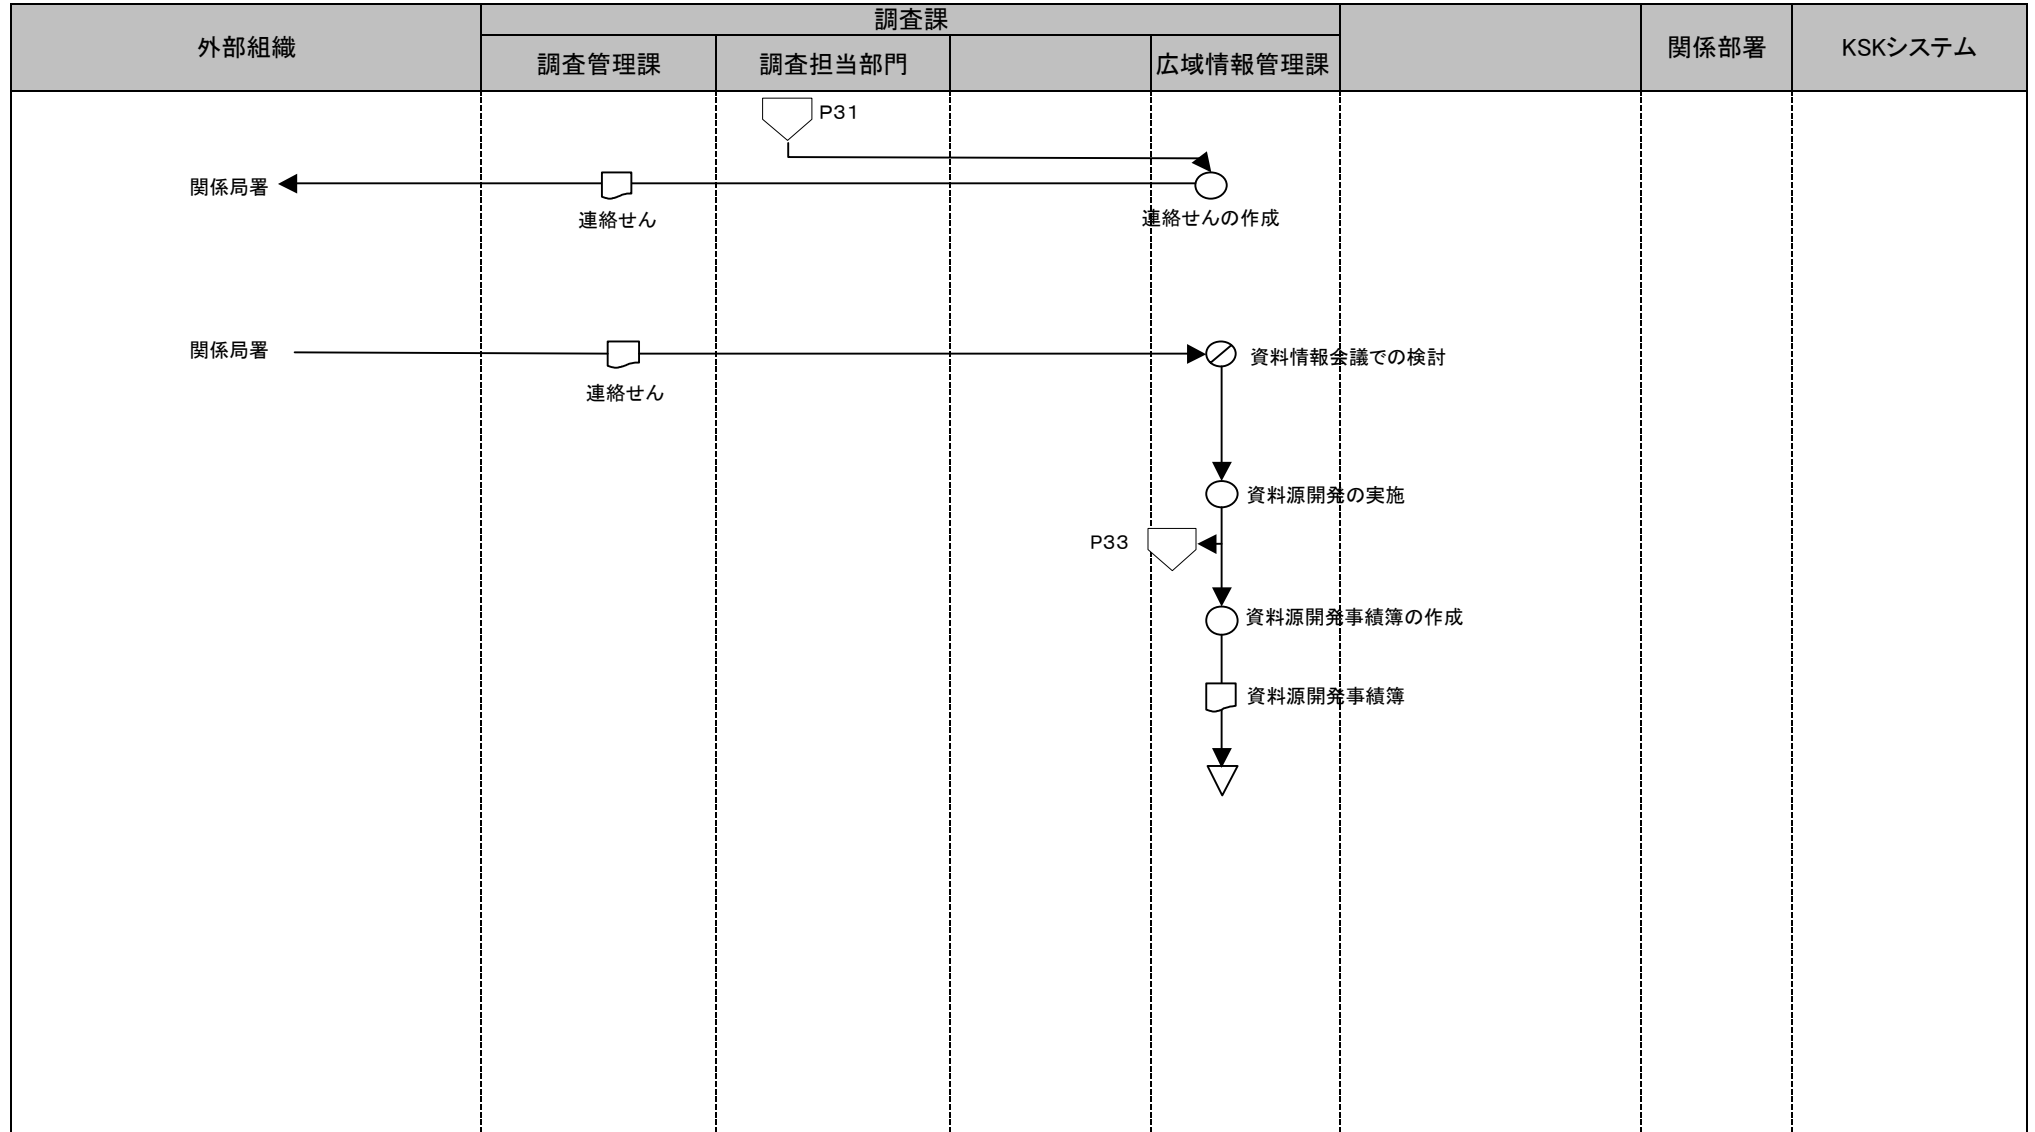 調査課
外部組織
関係部署
KSKシステム
調査管理課
調査担当部門
広域情報管理課
P31
関係局署
連絡せん
連絡せんの作成
関係局署
資料情報会議での検討
連絡せん
資料源開発の実施
P33
資料源開発事績簿の作成
資料源開発事績簿